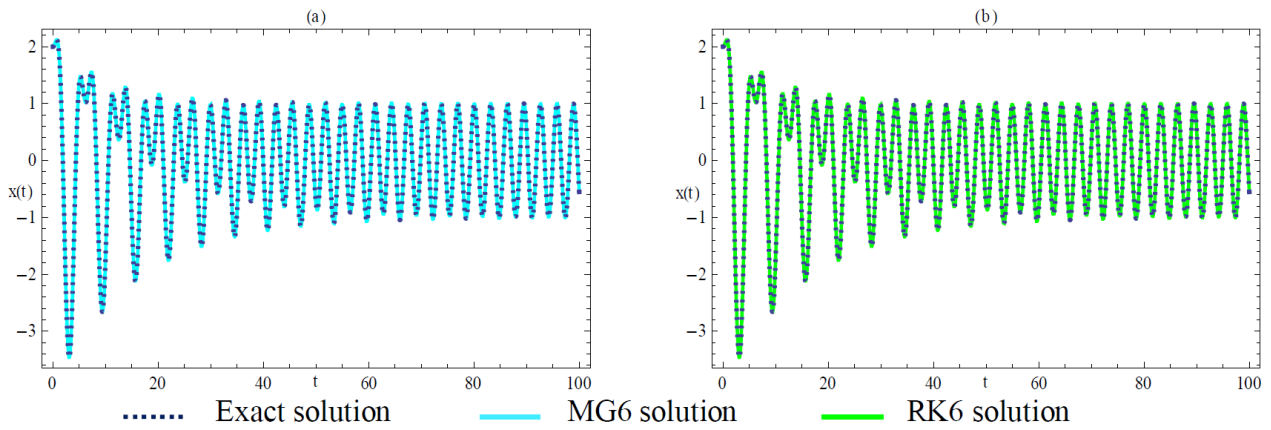 (a) (b)
2 2
1 1
0 0
x(t) x(t)
−1 −1
−2 −2
−3 −3
0 20 40 t 60 80 100 0 20 40 t 60 80 100
Exact solution MG6 solution RK6 solution